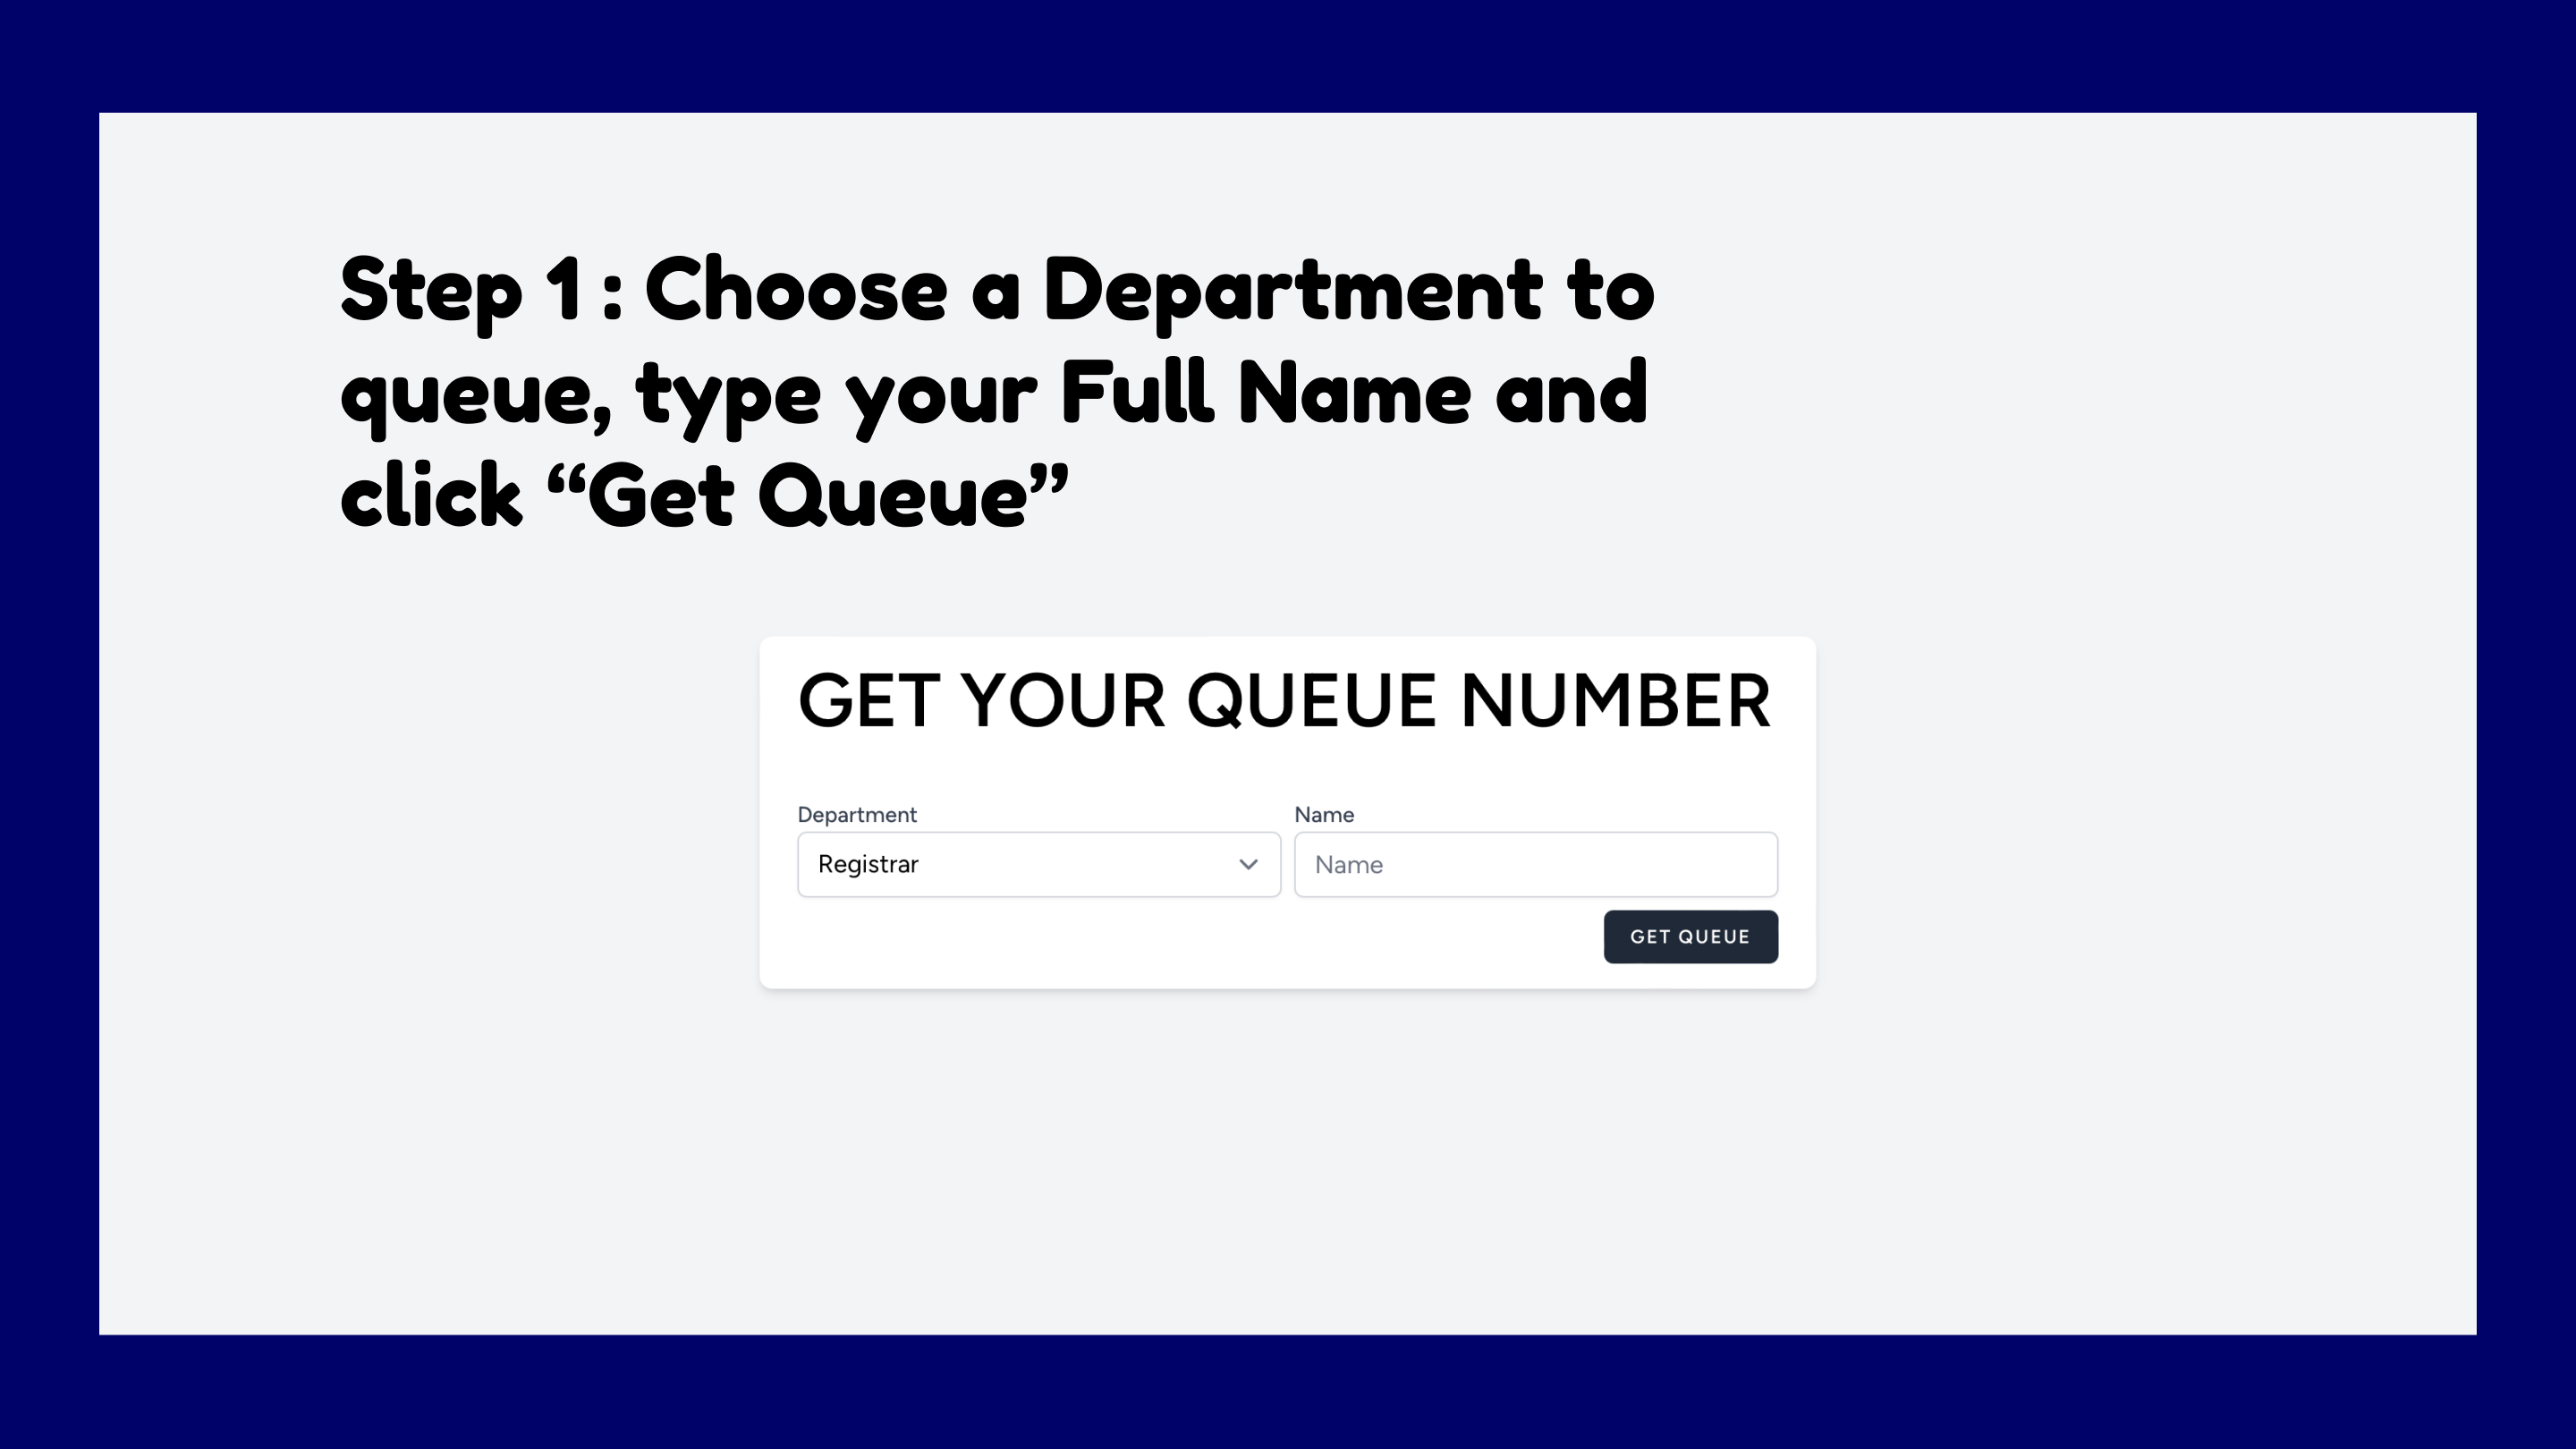 Step 1 : Choose a Department to
queue, type your Full Name and
click “Get Queue”
GET YOUR QUEUE NUMBER
Department
Name
Registrar
Name
GET QUEUE